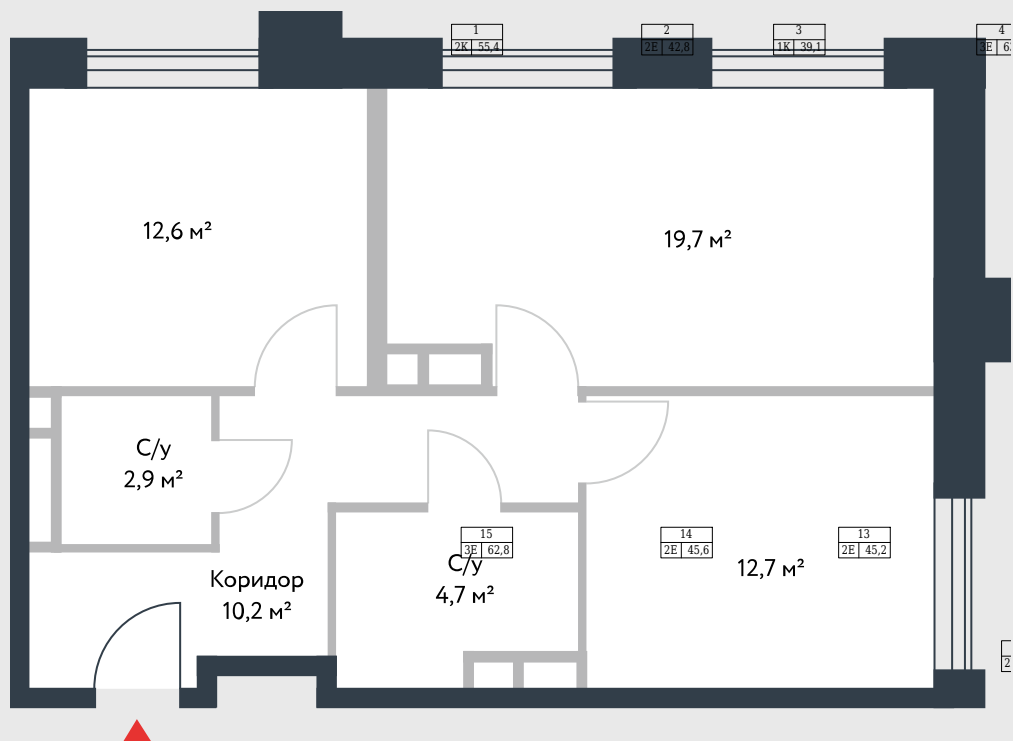 1
2К 55,4
2
2Е 42,8
3
1К 39,1
4
3Е
12,6 м²
19,7 м²
С/у
2,9 м²
15
3Е 62,8
14
2Е 45,6
13
2Е 45,2
С/у
4,7 м²
12,7 м²
Коридор
10,2 м²
2